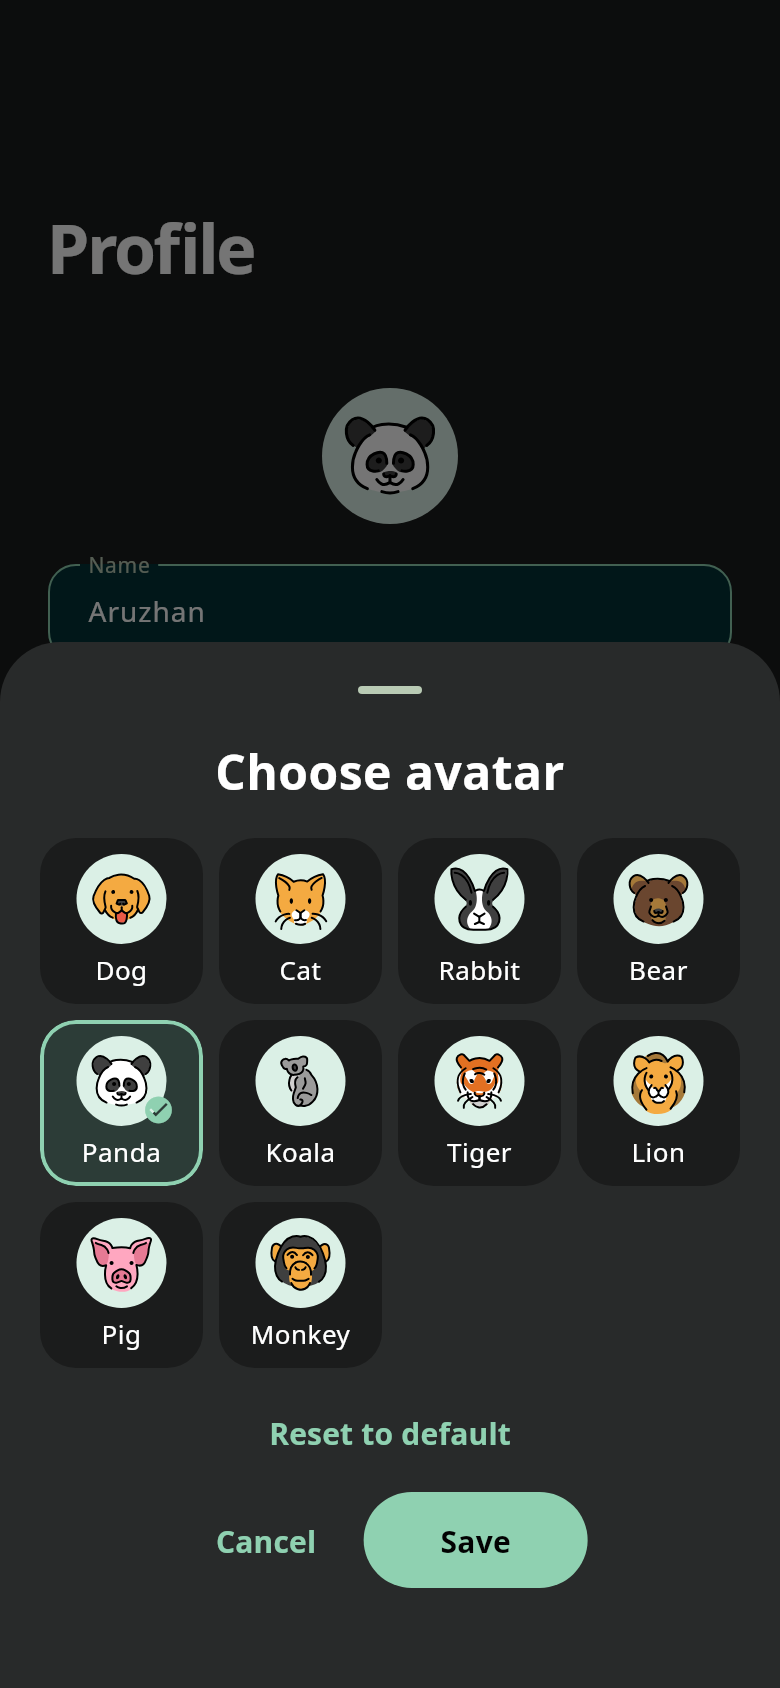 Profile
Name
Aruzhan
Choose avatar
Dog
Cat
Rabbit
Bear
Panda
Koala
Tiger
Lion
Pig
Monkey
Reset to default
Cancel
Save